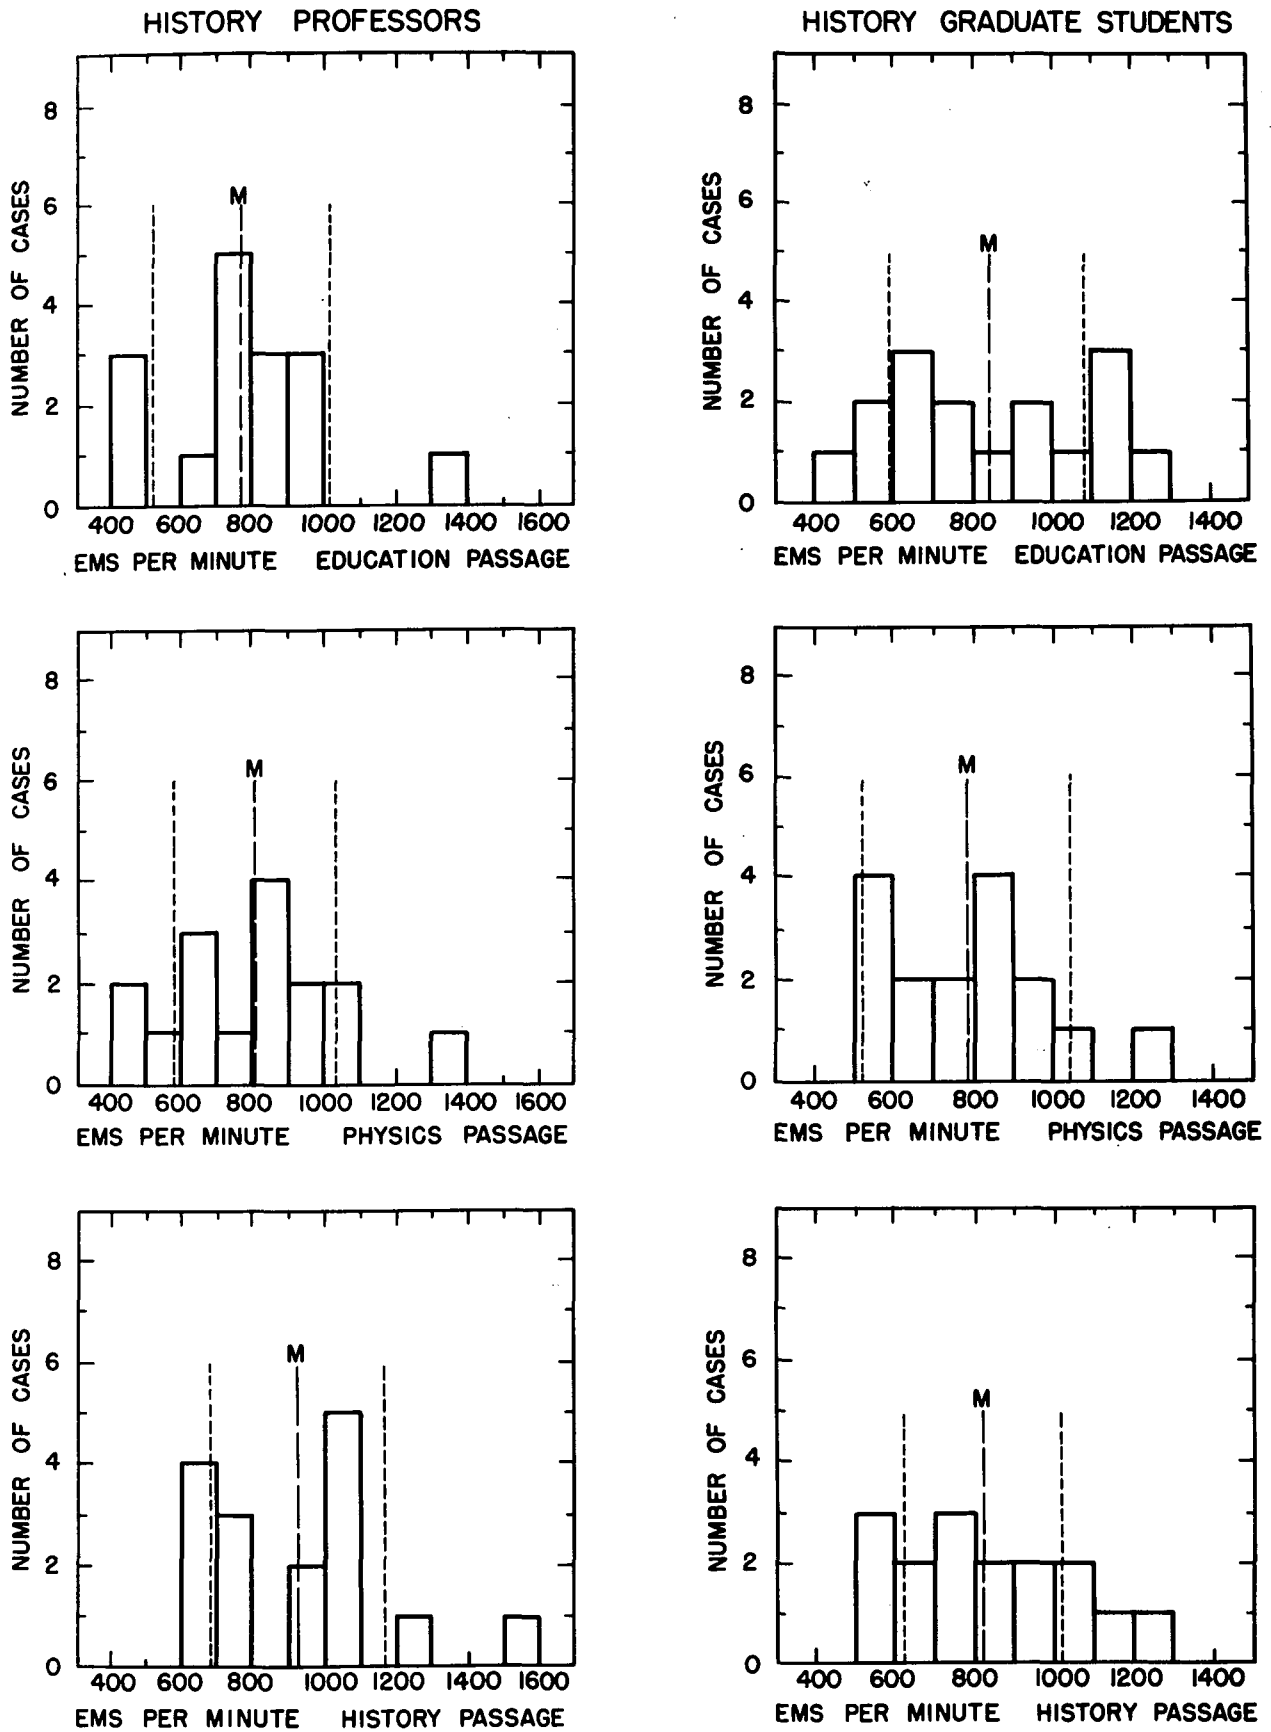 HISTORY PROFESSORS
8
6
4
2
0
NUMBER OF CASES
M
400 600 800 1000 1200 1400 1600
EMS PER MINUTE EDUCATION PASSAGE
HISTORY GRADUATE STUDENTS
8
6
4
2
0
NUMBER OF CASES
M
400 600 800 1000 1200 1400
EMS PER MINUTE EDUCATION PASSAGE
8
6
4
2
0
NUMBER OF CASES
M
400 600 800 1000 1200 1400 1600
EMS PER MINUTE PHYSICS PASSAGE
8
6
4
2
0
NUMBER OF CASES
M
400 600 800 1000 1200 1400
EMS PER MINUTE PHYSICS PASSAGE
8
6
4
2
0
NUMBER OF CASES
M
400 600 800 1000 1200 1400 1600
EMS PER MINUTE HISTORY PASSAGE
8
6
4
2
0
NUMBER OF CASES
M
400 600 800 1000 1200 1400
EMS PER MINUTE HISTORY PASSAGE